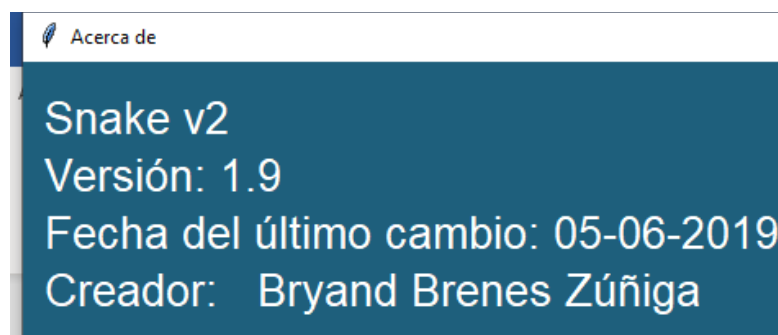 Acerca de
Snake v2
Versión: 1.9
Fecha del último cambio: 05-06-2019
Creador: Bryand Brenes Zúñiga